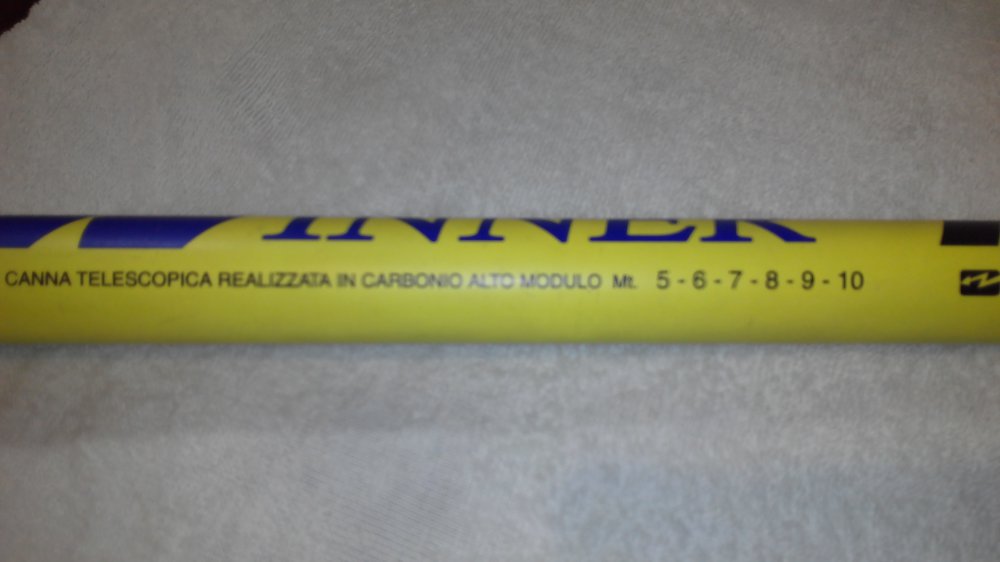 INNER
CANNA TELESCOPICA REALIZZATA IN CARBONIO ALTO MODULO Mt. 5 - 6 - 7 - 8 - 9 - 10